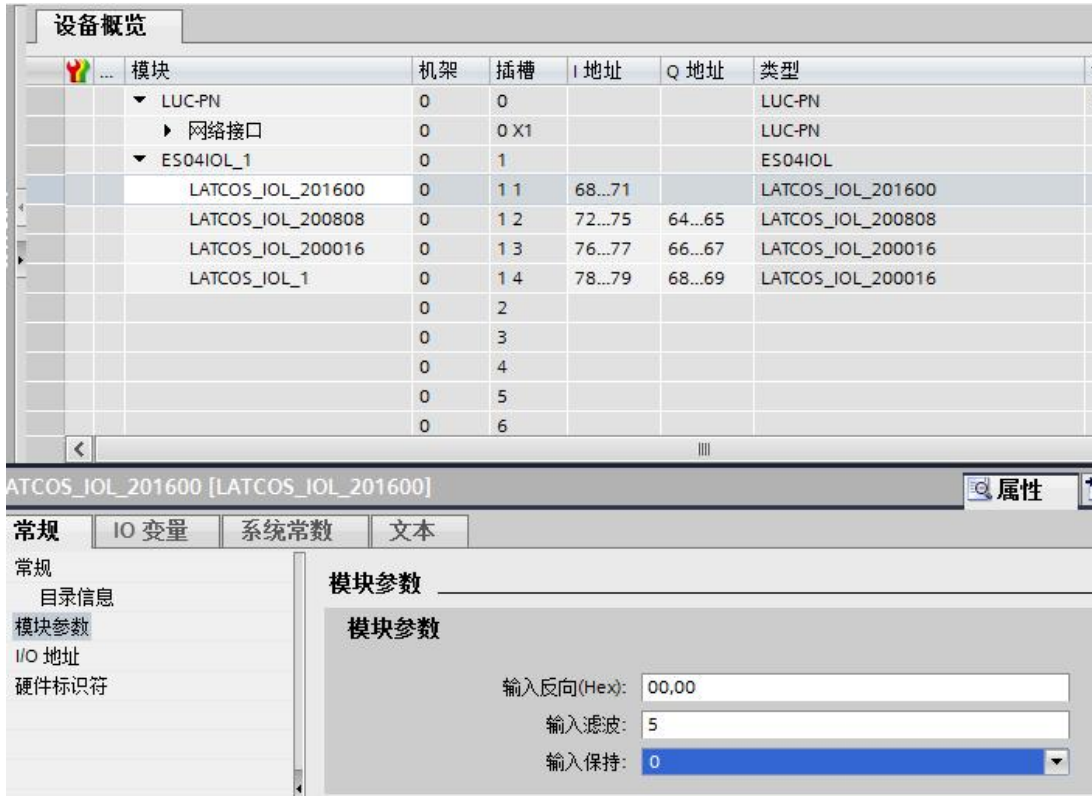 设备概览
... 模块 机架 插槽 I 地址 Q 地址 类型
LUC-PN 0 0 LUC-PN
网络接口 0 0 X1 LUC-PN
ES04IOL_1 0 1 ES04IOL
LATCOS_IOL_201600 0 1 1 68...71 LATCOS_IOL_201600
LATCOS_IOL_200808 0 1 2 72...75 64...65 LATCOS_IOL_200808
LATCOS_IOL_200016 0 1 3 76...77 66...67 LATCOS_IOL_200016
LATCOS_IOL_1 0 1 4 78...79 68...69 LATCOS_IOL_200016
0 2
0 3
0 4
0 5
0 6
ATCOS_IOL_201600 [LATCOS_IOL_201600] 属性
常规 IO 变量 系统常数 文本
常规
目录信息
模块参数
I/O 地址
硬件标识符
模块参数
模块参数
输入反向(Hex): 00,00
输入滤波: 5
输入保持: 0